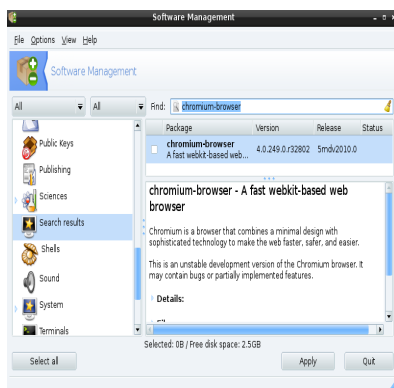 Software Management
File Options View Help
Software Management
All All Find: chromium-browser
Package Version Release Status
chromium-browser 4.0.249.0.r32802 5mdv2010.0
A fast webkit-based web...
Public Keys
Publishing
Sciences
Search results
Shells
Sound
System
Terminals
chromium-browser - A fast webkit-based web
browser
Chromium is a browser that combines a minimal design with
sophisticated technology to make the web faster, safer, and easier.
This is an unstable development version of the Chromium browser. It
may contain bugs or partially implemented features.
Details:
Selected: 0B / Free disk space: 2.5GB
Select all Apply Quit